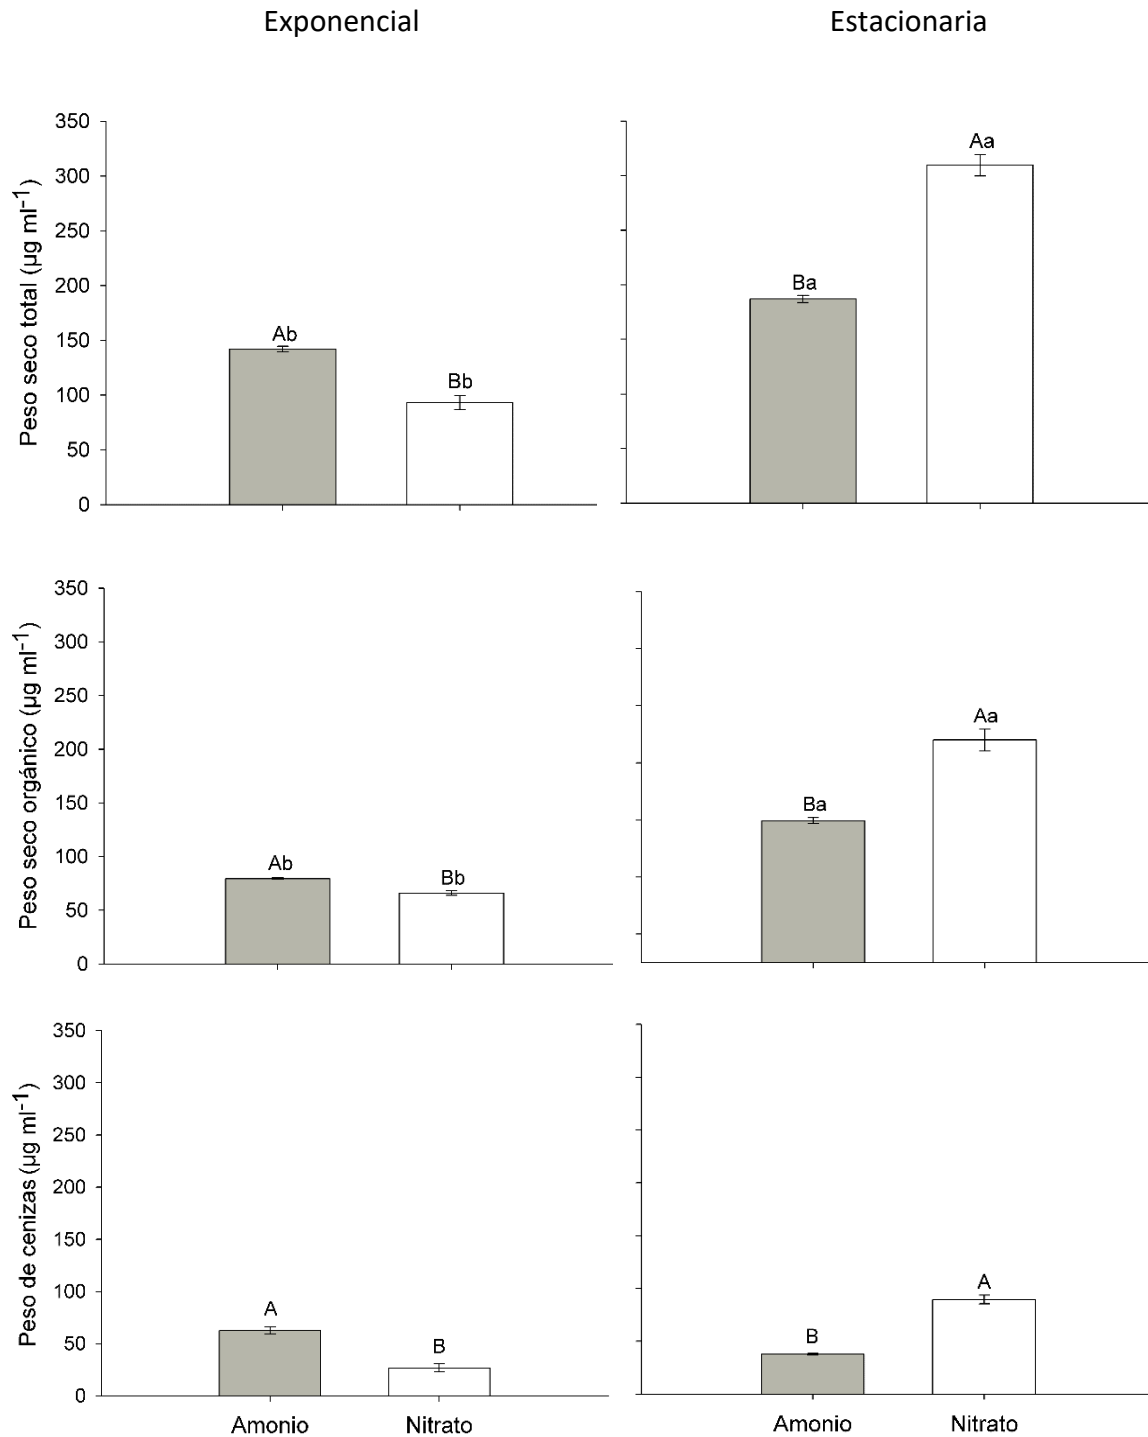 Exponencial
Estacionaria
Peso seco total (µg ml-1)
350
300
250
200
150
100
50
0
Ab
Bb
Ba
Aa
Peso seco orgánico (µg ml-1)
350
300
250
200
150
100
50
0
Ab
Bb
Ba
Aa
Peso de cenizas (µg ml-1)
350
300
250
200
150
100
50
0
A
B
B
A
Amonio
Nitrato
Amonio
Nitrato